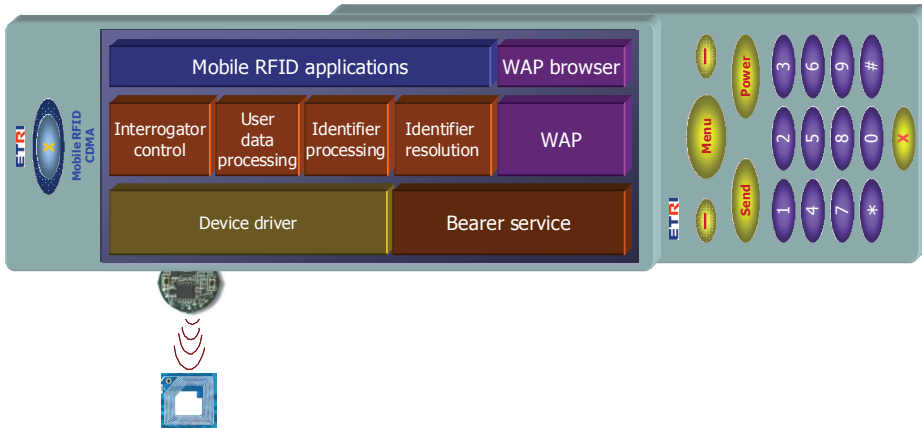 ETRI
X
Mobile RFID
CDMA
Mobile RFID applications
WAP browser
Interrogator
control
User
data
processing
Identifier
processing
Identifier
resolution
WAP
Device driver
Bearer service
ETRI
Menu
Send
Power
1
2
3
4
5
6
7
8
9
*
0
#
X